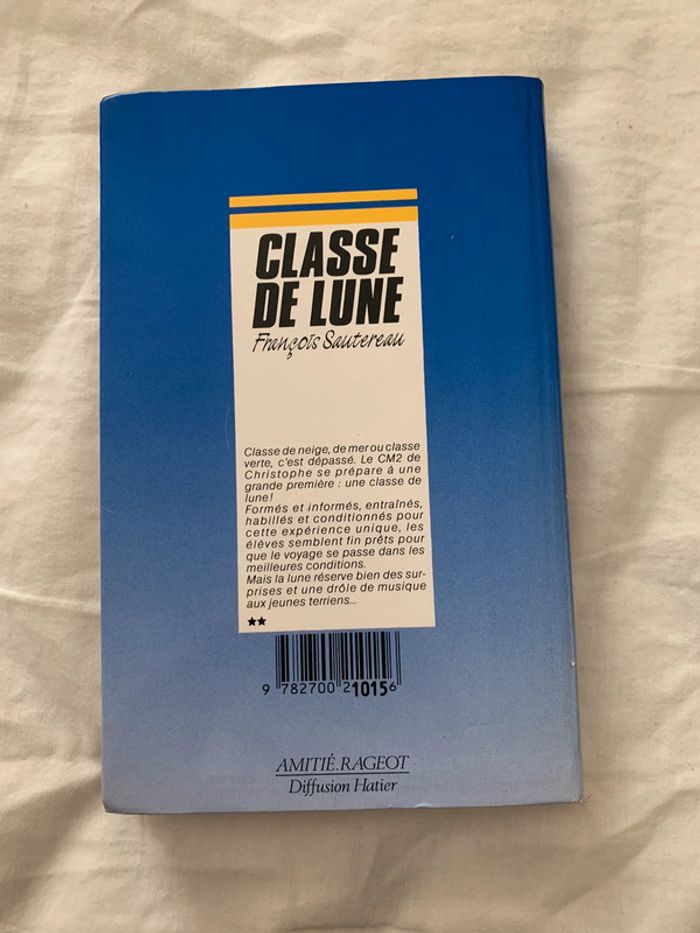 CLASSE
DE LUNE
François Sautereau
Classe de neige, de mer ou classe
verte, c'est dépassé. Le CM2 de
Christophe se prépare à une
grande première : une classe de
lune!
Formés et informés, entraînés,
habillés et conditionnés pour
cette expérience unique, les
élèves semblent fin prêts pour
que le voyage se passe dans les
meilleures conditions.
Mais la lune réserve bien des sur-
prises et une drôle de musique
aux jeunes terriens...
★★
9 782700 210156
AMITIÉ.RAGEOT
Diffusion Hatier